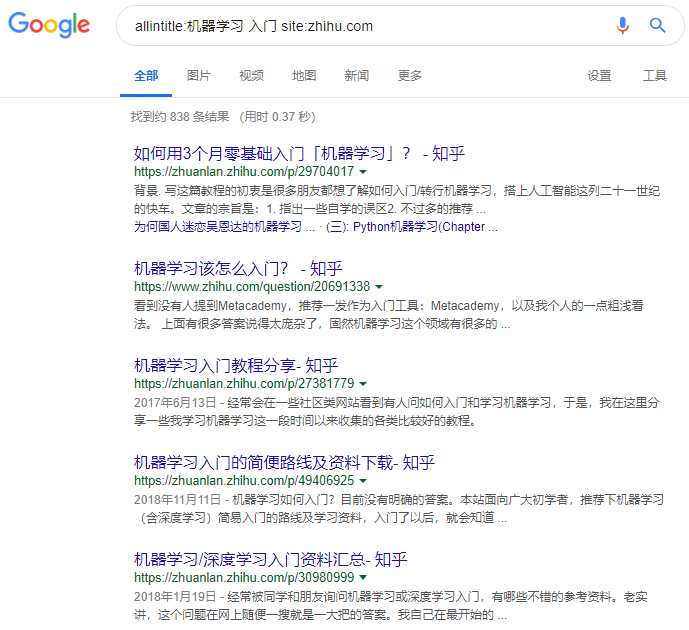 Google
allintitle:机器学习 入门 site:zhihu.com
全部 图片 视频 地图 新闻 更多 设置 工具
找到约 838 条结果 （用时 0.37 秒）
如何用3个月零基础入门「机器学习」？ - 知乎
https://zhuanlan.zhihu.com/p/29704017
背景. 写这篇教程的初衷是很多朋友都想了解如何入门/转行机器学习，搭上人工智能这列二十一世纪
的快车。文章的宗旨是：1. 指出一些自学的误区2. 不过多的推荐 ...
为何国人迷恋吴恩达的机器学习 ... · (三): Python机器学习(Chapter ...
机器学习该怎么入门？ - 知乎
https://www.zhihu.com/question/20691338
看到没有人提到Metacademy，推荐一发作为入门工具：Metacademy，以及我个人的一点粗浅看
法。 上面有很多答案说得太庞杂了，固然机器学习这个领域有很多的 ...
机器学习入门教程分享- 知乎
https://zhuanlan.zhihu.com/p/27381779
2017年6月13日 - 经常会在一些社区类网站看到有人问如何入门和学习机器学习，于是，我在这里分
享一些我学习机器学习这一段时间以来收集的各类比较好的教程。
机器学习入门的简便路线及资料下载- 知乎
https://zhuanlan.zhihu.com/p/49406925
2018年11月11日 - 机器学习如何入门？目前没有明确的答案。本站面向广大初学者，推荐下机器学习
（含深度学习）简易入门的路线及学习资料，入门了以后，就会知道 ...
机器学习/深度学习入门资料汇总- 知乎
https://zhuanlan.zhihu.com/p/30980999
2018年1月19日 - 经常被同学和朋友询问机器学习或深度学习入门，有哪些不错的参考资料。老实
讲，这个问题在网上随便一搜就是一大把的答案。我自己在最开始的 ...